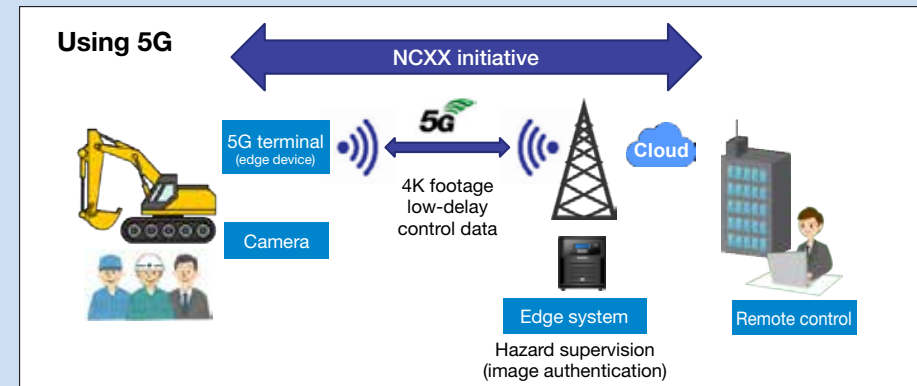 Using 5G
NCXX initiative
5G terminal
(edge device)
5G
Cloud
4K footage
low-delay
control data
Camera
Edge system
Remote control
Hazard supervision
(image authentication)